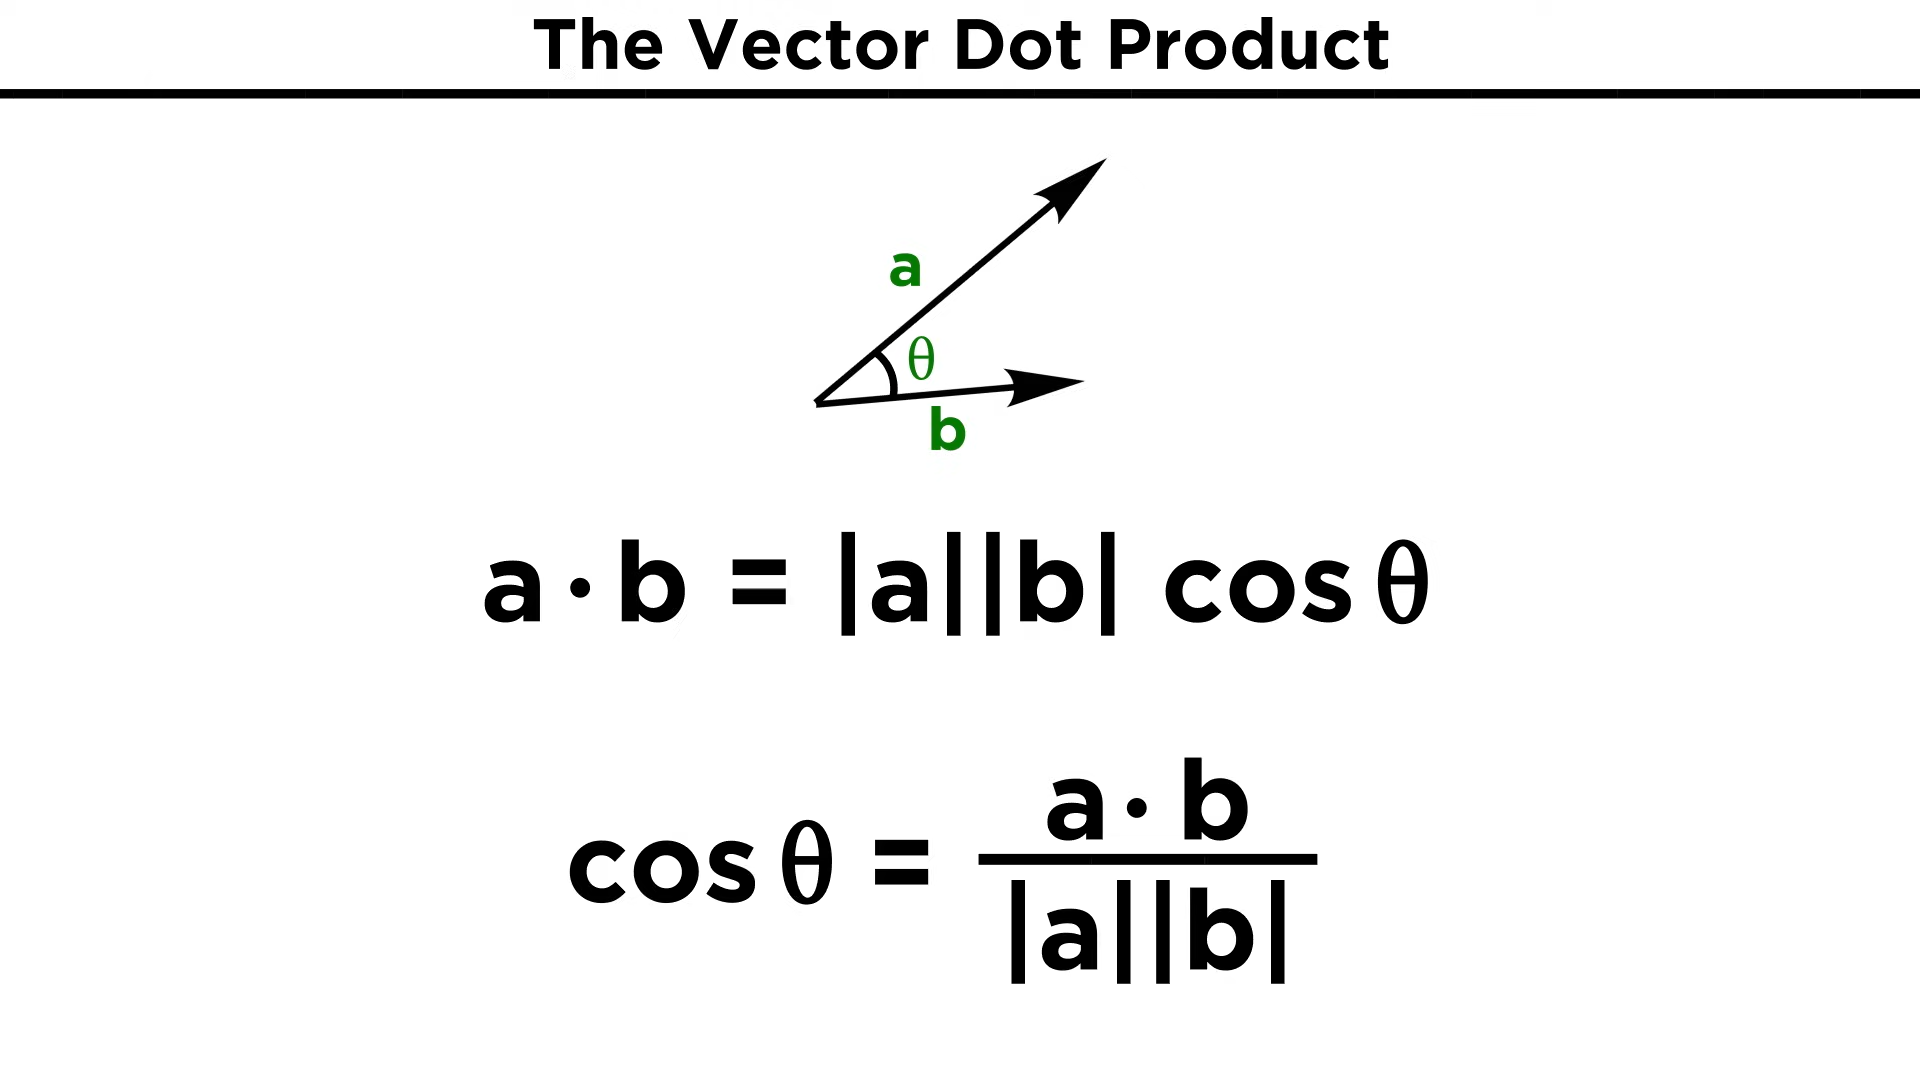 The Vector Dot Product
a
θ
b
a · b = |a||b| cos θ
cos θ = a · b
|a||b|